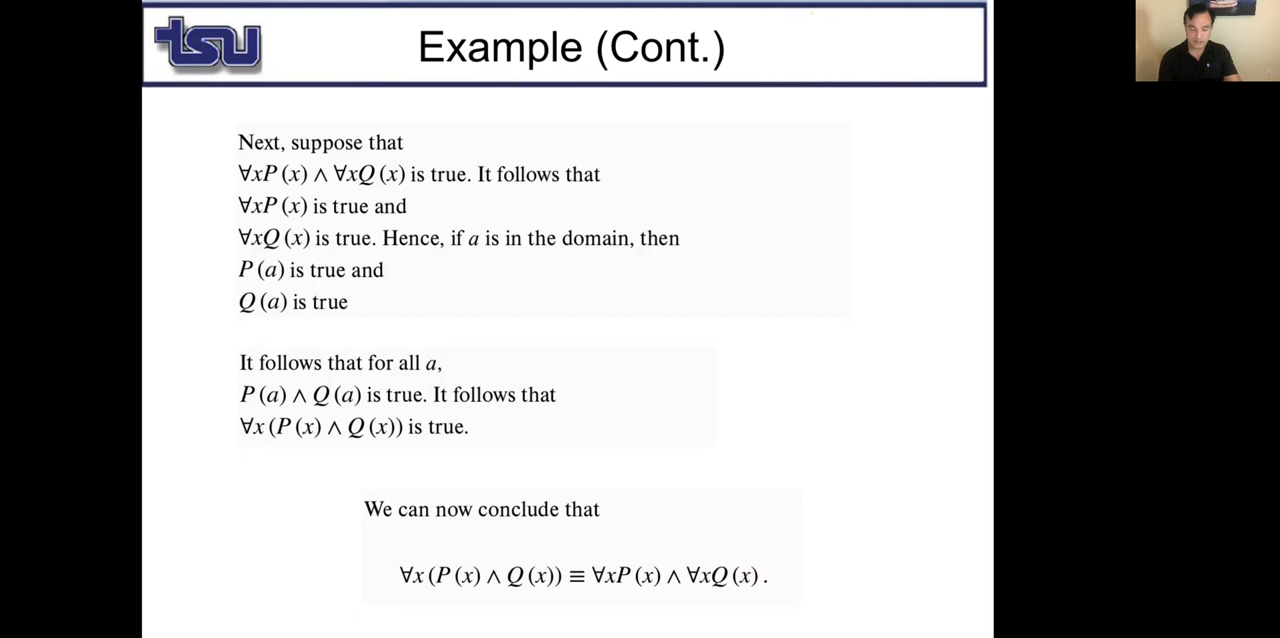 tsu
Example (Cont.)
Next, suppose that
∀xP (x) ∧ ∀xQ (x) is true. It follows that
∀xP (x) is true and
∀xQ (x) is true. Hence, if a is in the domain, then
P (a) is true and
Q (a) is true
It follows that for all a,
P (a) ∧ Q (a) is true. It follows that
∀x (P (x) ∧ Q (x)) is true.
We can now conclude that
∀x (P (x) ∧ Q (x)) ≡ ∀xP (x) ∧ ∀xQ (x) .